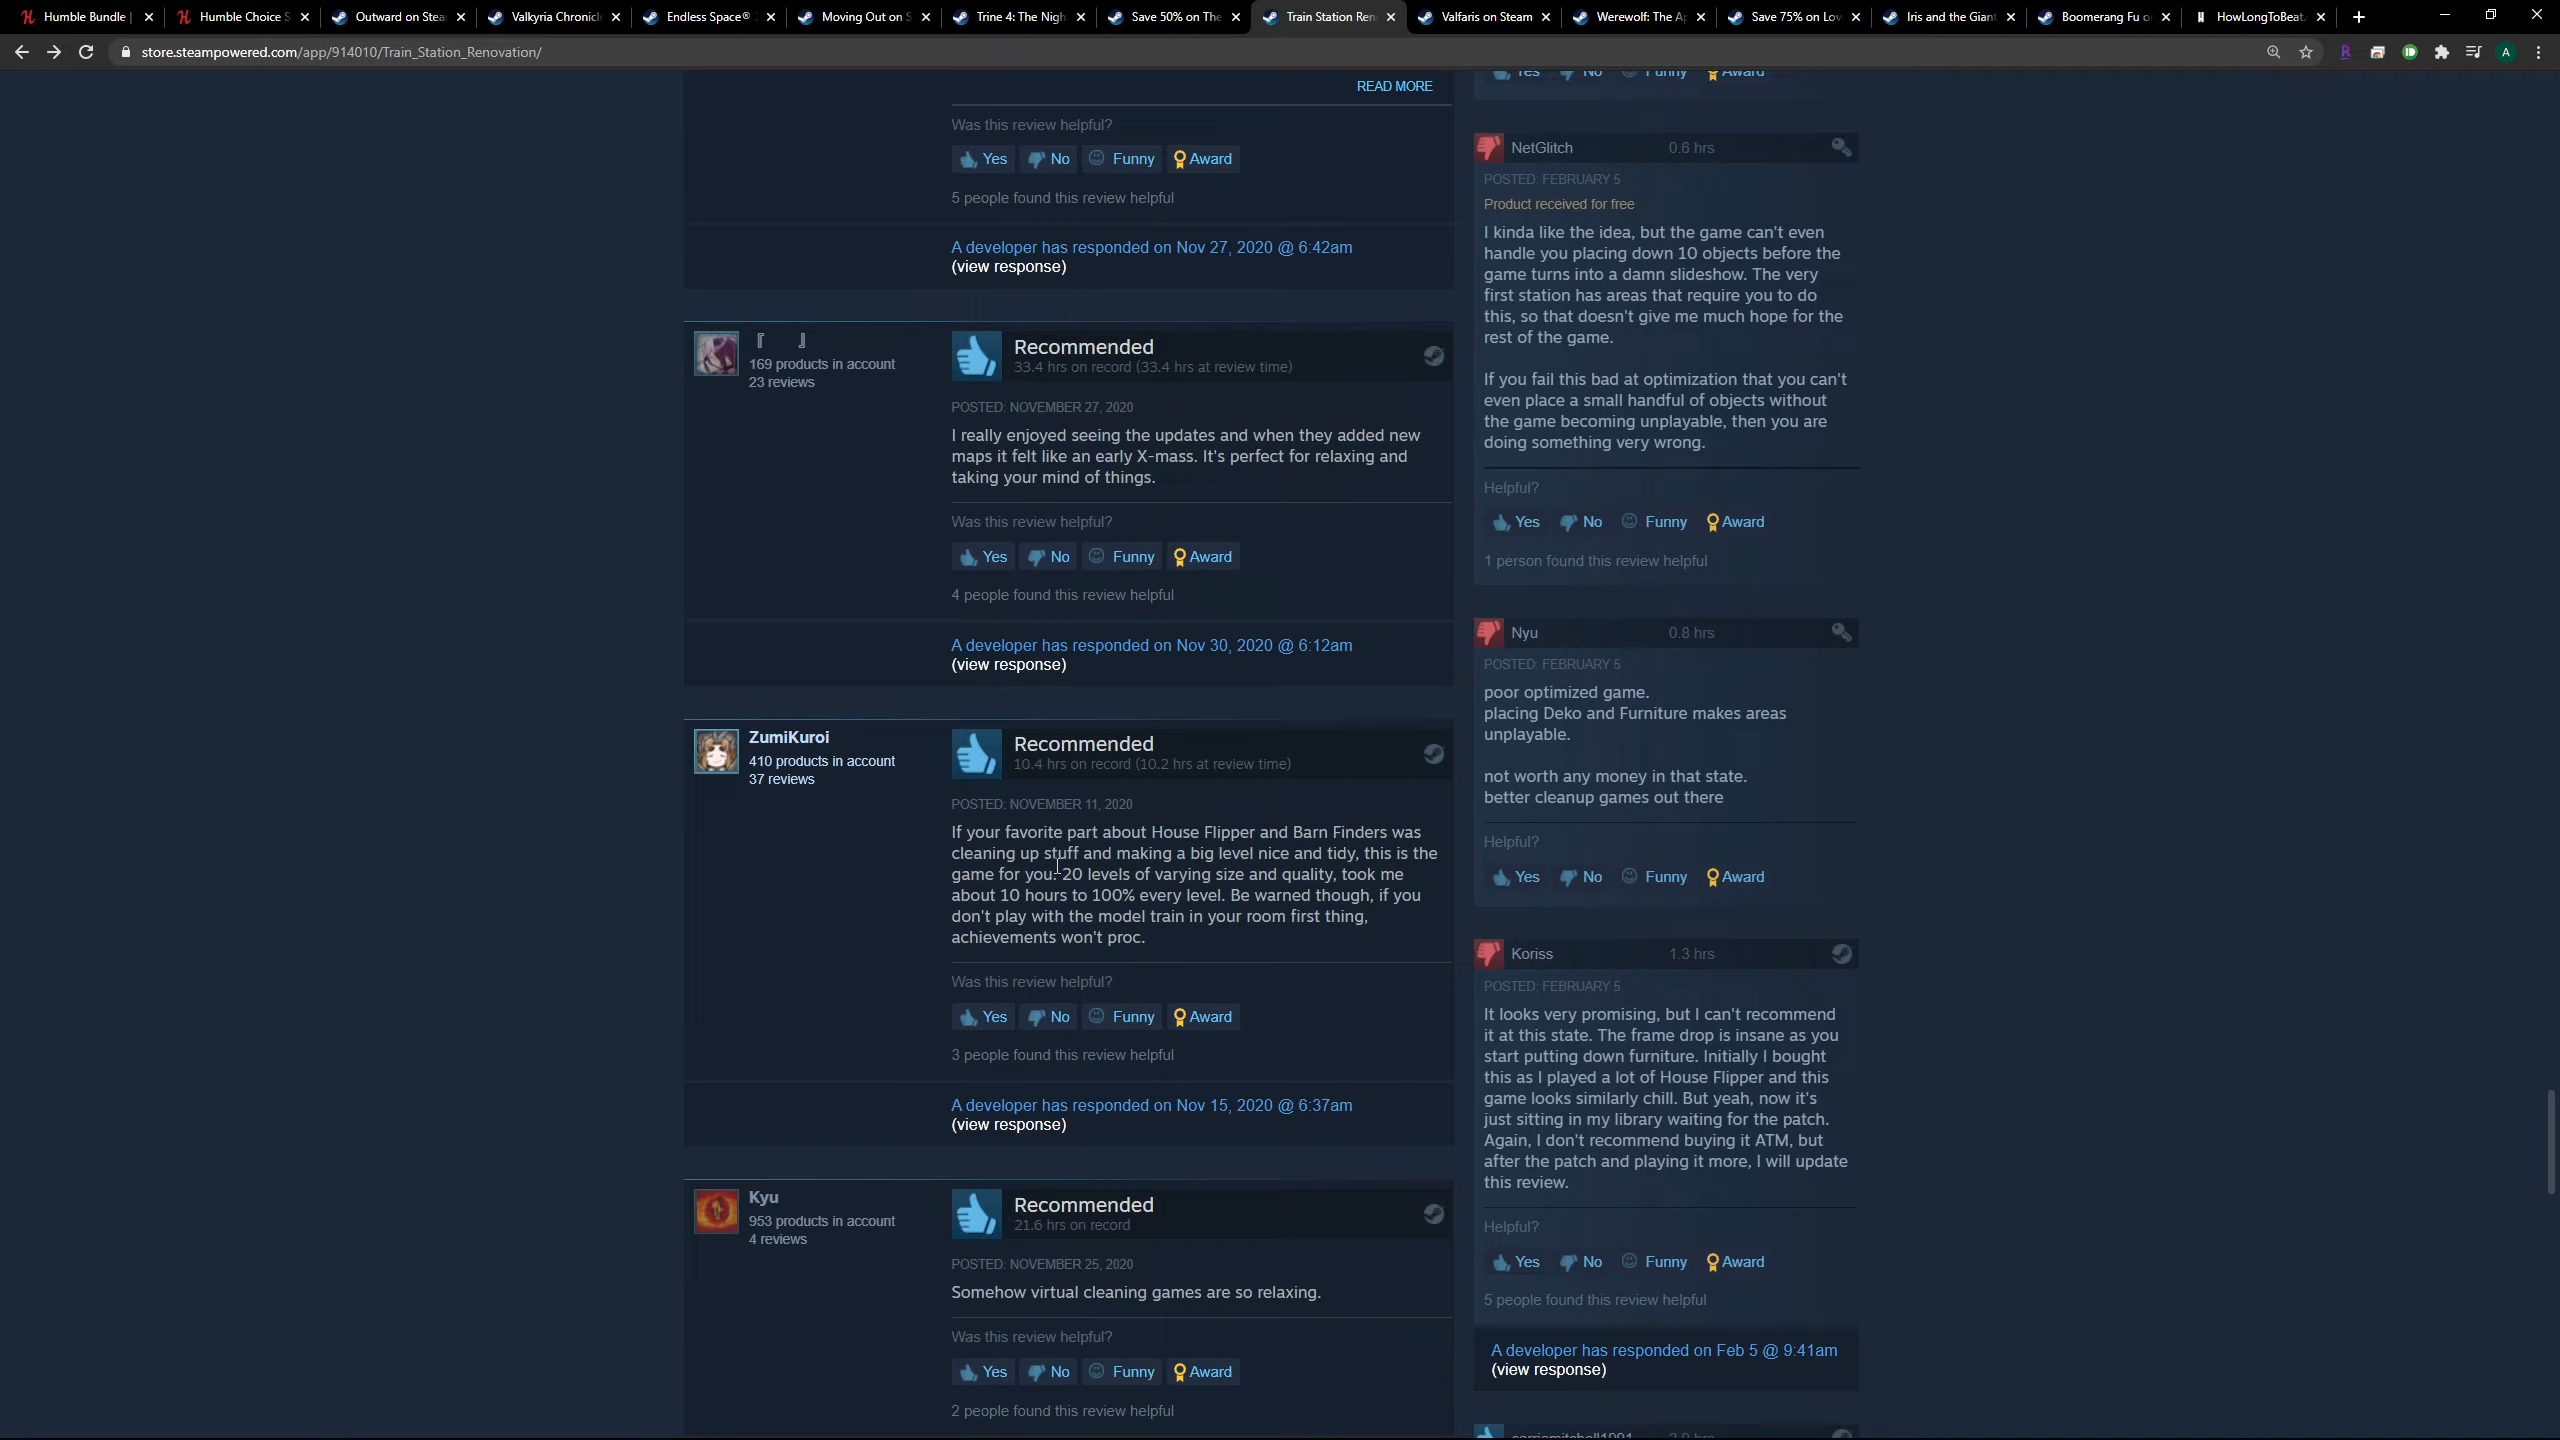 Humble Bundle |
Humble Choice S
Outward on Stea
Valkyria Chronicl
Endless Space®
Moving Out on S
Trine 4: The Nigh
Save 50% on The
Train Station Ren
Valfaris on Steam
Werewolf: The Ap
Save 75% on Lov
Iris and the Giant
Boomerang Fu o
HowLongToBeat.
store.steampowered.com/app/914010/Train_Station_Renovation/
READ MORE
Was this review helpful?
Yes No Funny Award
5 people found this review helpful
A developer has responded on Nov 27, 2020 @ 6:42am
(view response)
『 』
169 products in account
23 reviews
Recommended
33.4 hrs on record (33.4 hrs at review time)
POSTED: NOVEMBER 27, 2020
I really enjoyed seeing the updates and when they added new
maps it felt like an early X-mass. It's perfect for relaxing and
taking your mind of things.
Was this review helpful?
Yes No Funny Award
4 people found this review helpful
A developer has responded on Nov 30, 2020 @ 6:12am
(view response)
ZumiKuroi
410 products in account
37 reviews
Recommended
10.4 hrs on record (10.2 hrs at review time)
POSTED: NOVEMBER 11, 2020
If your favorite part about House Flipper and Barn Finders was
cleaning up stuff and making a big level nice and tidy, this is the
game for you. 20 levels of varying size and quality, took me
about 10 hours to 100% every level. Be warned though, if you
don't play with the model train in your room first thing,
achievements won't proc.
Was this review helpful?
Yes No Funny Award
3 people found this review helpful
A developer has responded on Nov 15, 2020 @ 6:37am
(view response)
Kyu
953 products in account
4 reviews
Recommended
21.6 hrs on record
POSTED: NOVEMBER 25, 2020
Somehow virtual cleaning games are so relaxing.
Was this review helpful?
Yes No Funny Award
2 people found this review helpful
Yes No Funny Award
NetGlitch 0.6 hrs
POSTED: FEBRUARY 5
Product received for free
I kinda like the idea, but the game can't even
handle you placing down 10 objects before the
game turns into a damn slideshow. The very
first station has areas that require you to do
this, so that doesn't give me much hope for the
rest of the game.
If you fail this bad at optimization that you can't
even place a small handful of objects without
the game becoming unplayable, then you are
doing something very wrong.
Helpful?
Yes No Funny Award
1 person found this review helpful
Nyu 0.8 hrs
POSTED: FEBRUARY 5
poor optimized game.
placing Deko and Furniture makes areas
unplayable.
not worth any money in that state.
better cleanup games out there
Helpful?
Yes No Funny Award
Koriss 1.3 hrs
POSTED: FEBRUARY 5
It looks very promising, but I can't recommend
it at this state. The frame drop is insane as you
start putting down furniture. Initially I bought
this as I played a lot of House Flipper and this
game looks similarly chill. But yeah, now it's
just sitting in my library waiting for the patch.
Again, I don't recommend buying it ATM, but
after the patch and playing it more, I will update
this review.
Helpful?
Yes No Funny Award
5 people found this review helpful
A developer has responded on Feb 5 @ 9:41am
(view response)